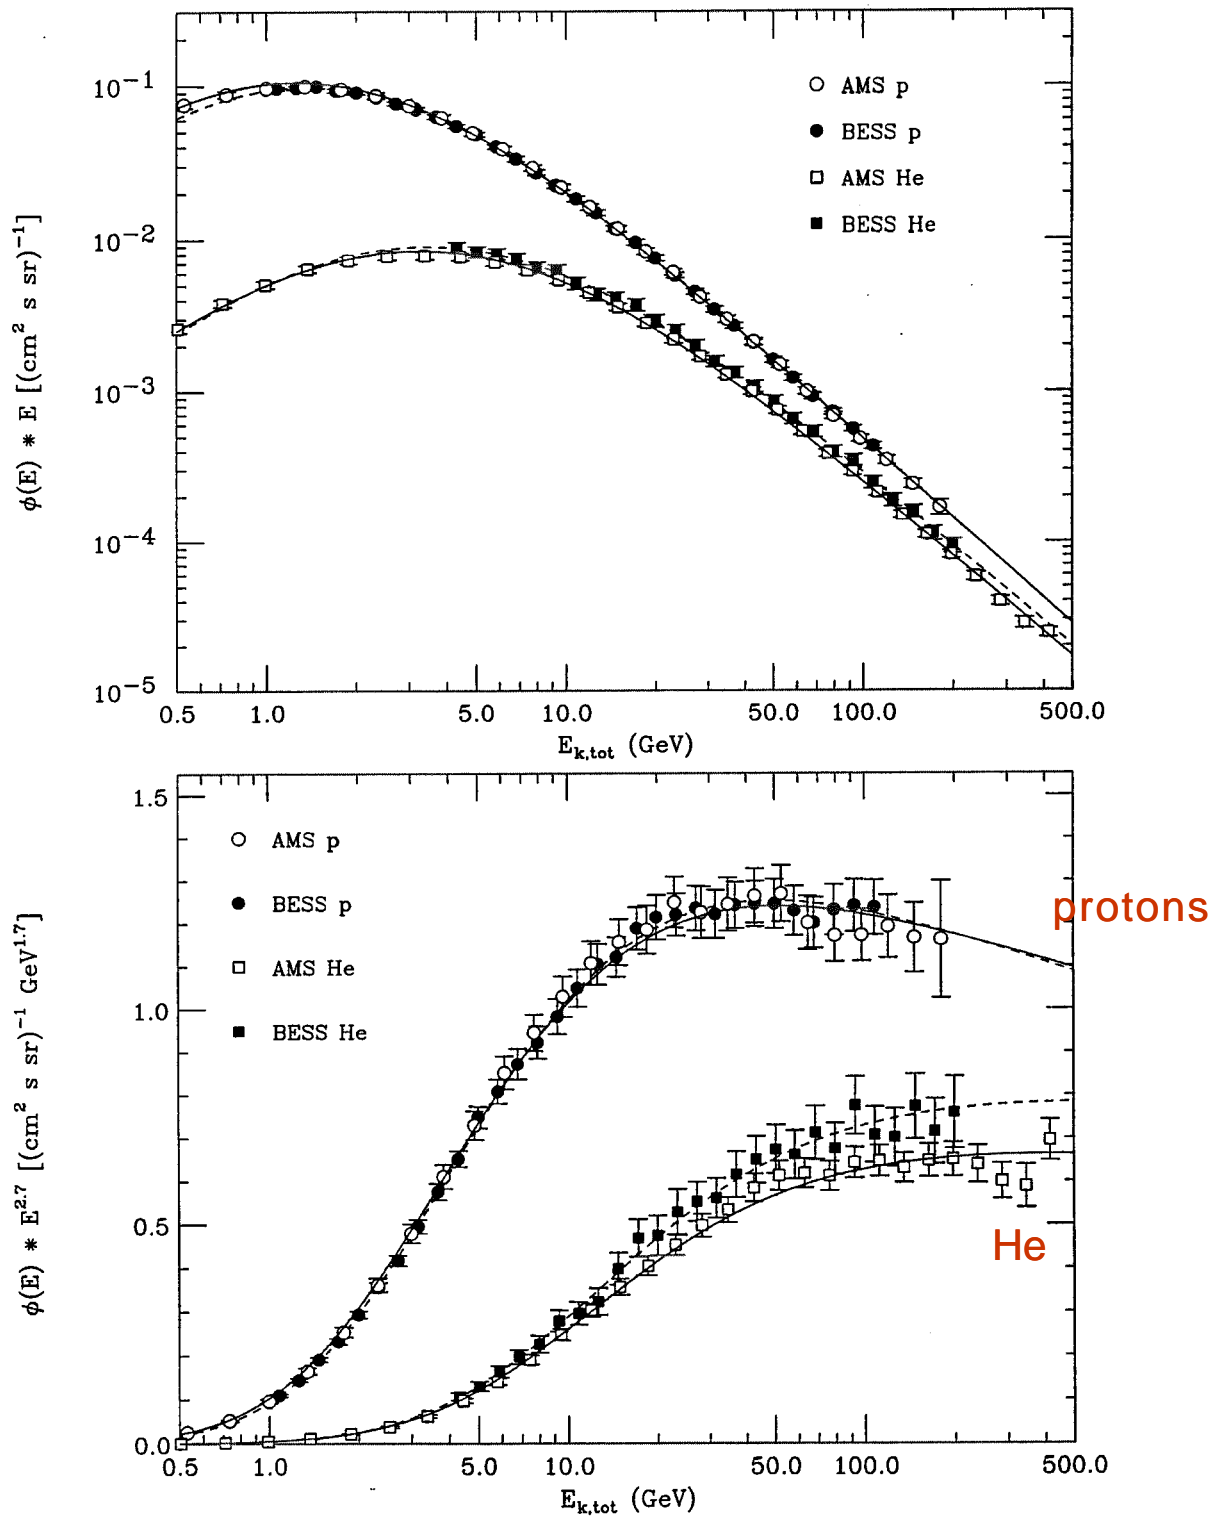 10⁻¹
10⁻²
10⁻³
10⁻⁴
10⁻⁵
ϕ(E) * E [(cm² s sr)⁻¹]
AMS p
BESS p
AMS He
BESS He
0.5 1.0 5.0 10.0 50.0 100.0 500.0
E_k,tot (GeV)
1.5
1.0
0.5
0.0
ϕ(E) * E^2.7 [(cm² s sr)⁻¹ GeV^1.7]
AMS p
BESS p
AMS He
BESS He
protons
He
0.5 1.0 5.0 10.0 50.0 100.0 500.0
E_k,tot (GeV)